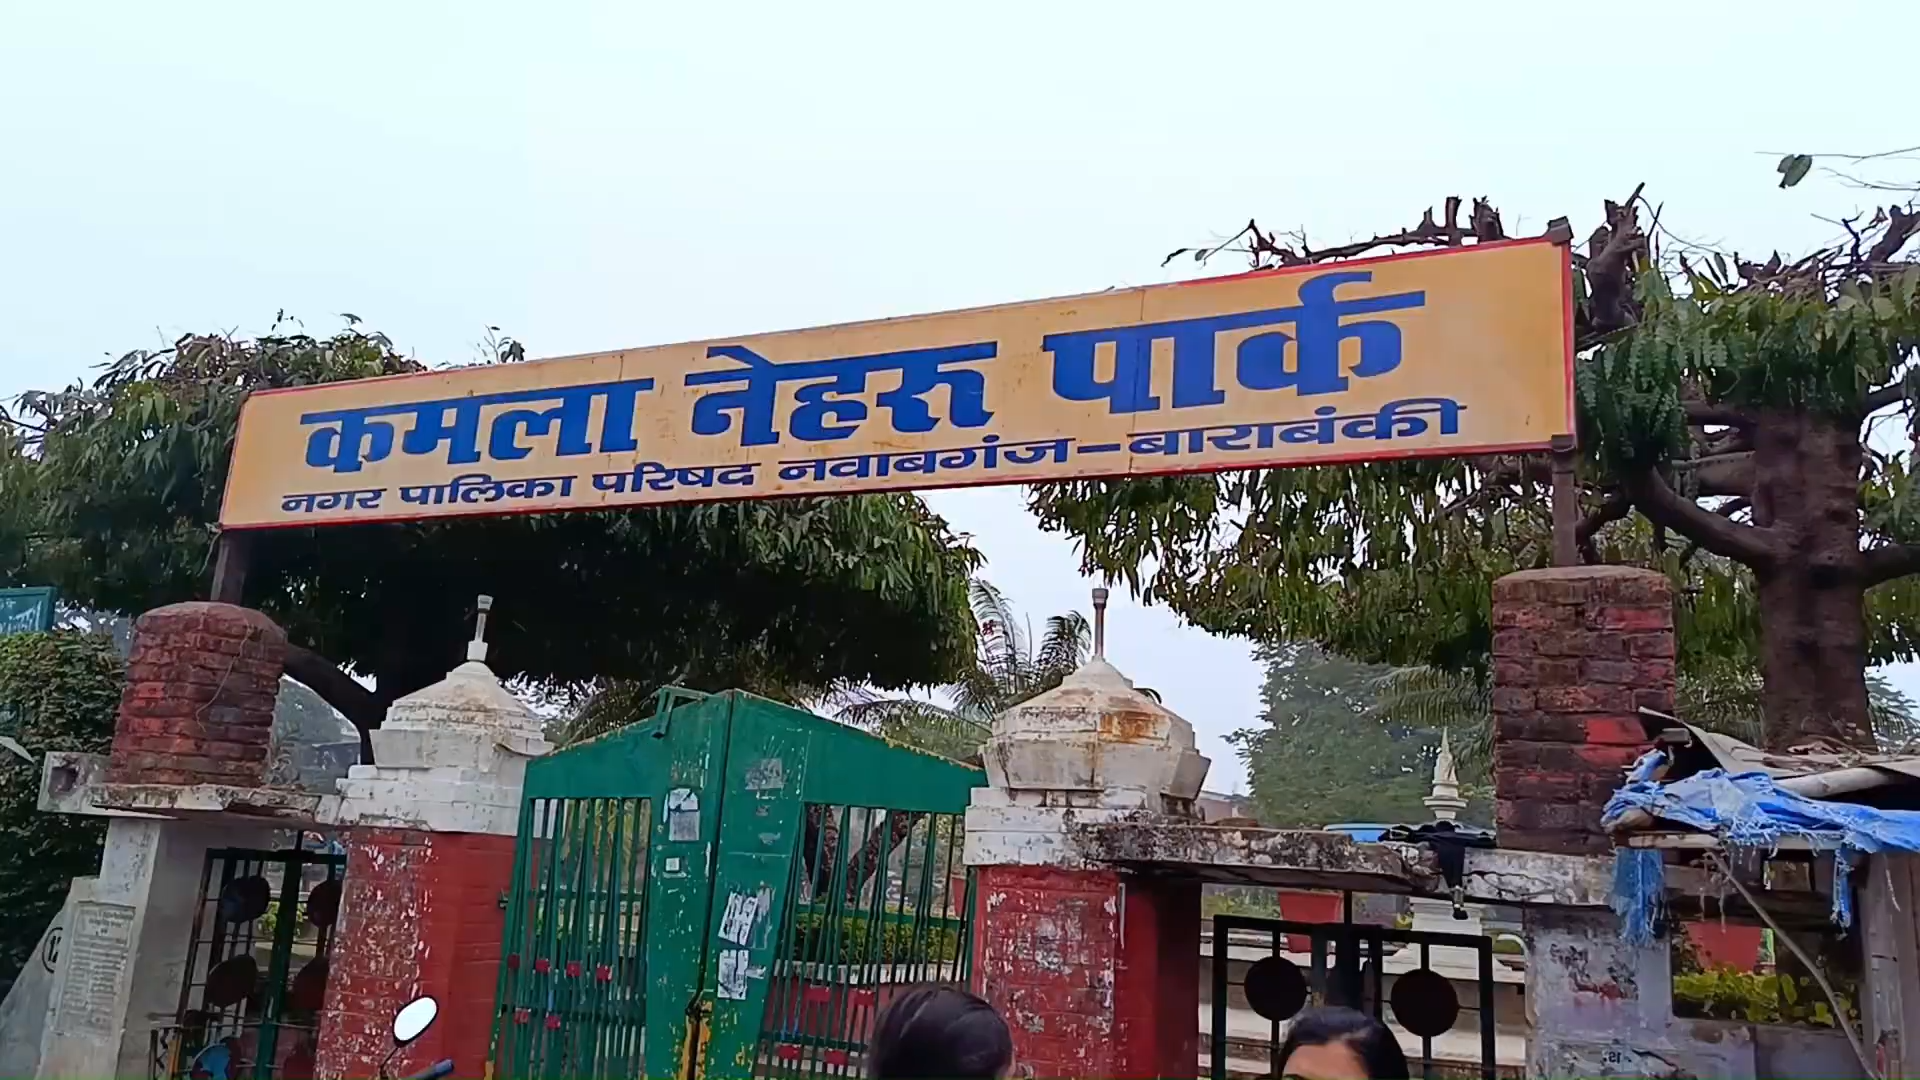 कमला नेहरू पार्क
नगर पालिका परिषद नवाबगंज-बाराबंकी